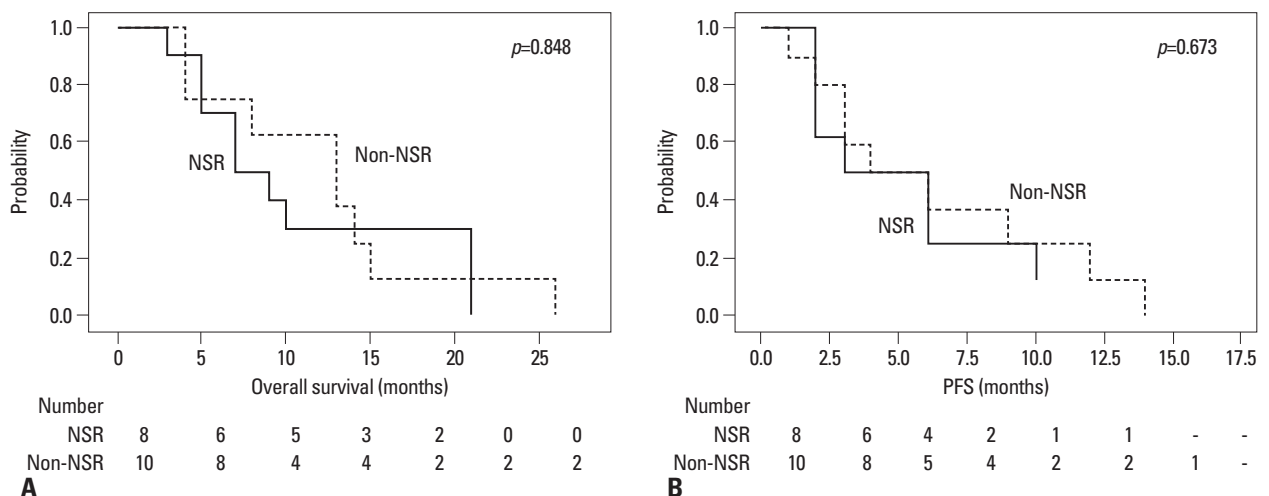 1.0
0.8
0.6
0.4
0.2
0.0
Probability
p=0.848
NSR
Non-NSR
0 5 10 15 20 25
Overall survival (months)
Number
NSR 8 6 5 3 2 0 0
Non-NSR 10 8 4 4 2 2 2
A
1.0
0.8
0.6
0.4
0.2
0.0
Probability
p=0.673
Non-NSR
NSR
0.0 2.5 5.0 7.5 10.0 12.5 15.0 17.5
PFS (months)
Number
NSR 8 6 4 2 1 1 - -
Non-NSR 10 8 5 4 2 2 1 -
B